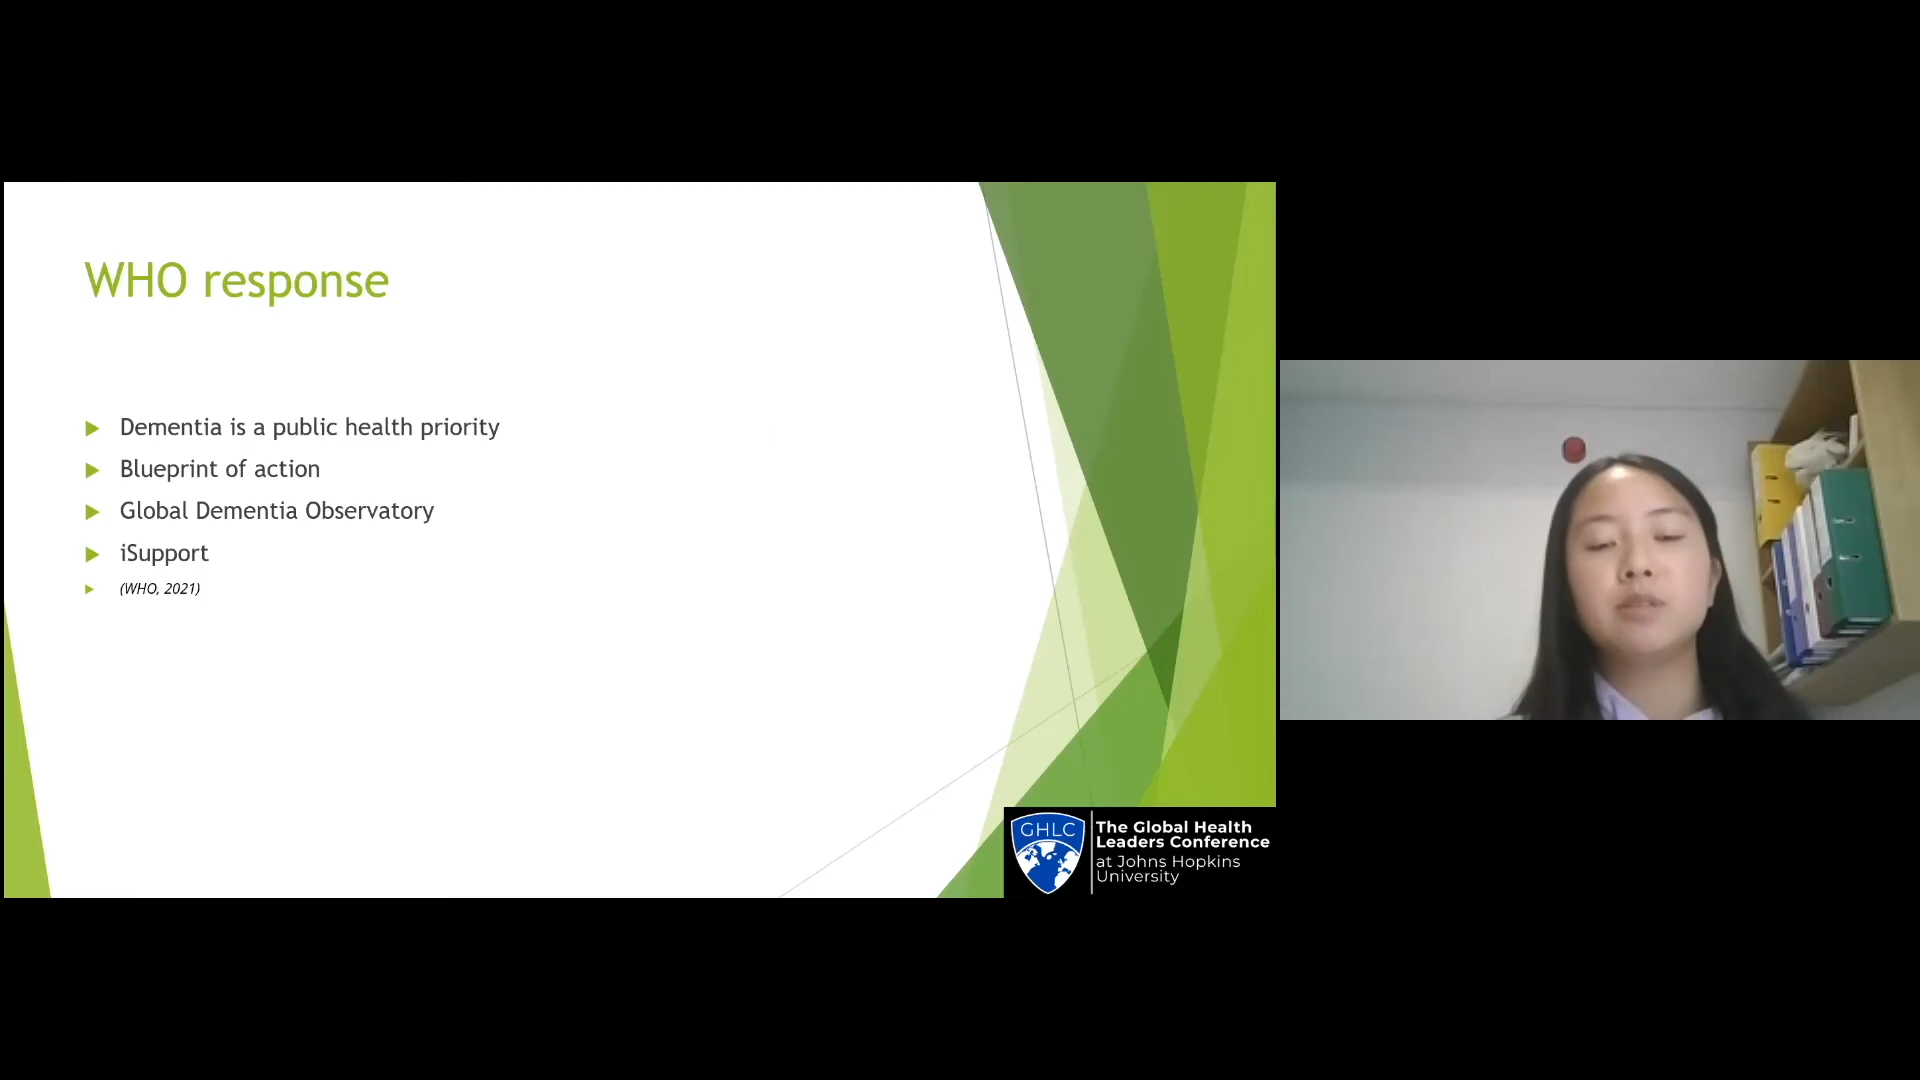 WHO response
Dementia is a public health priority
Blueprint of action
Global Dementia Observatory
iSupport
(WHO, 2021)
GHLC
The Global Health
Leaders Conference
at Johns Hopkins
University